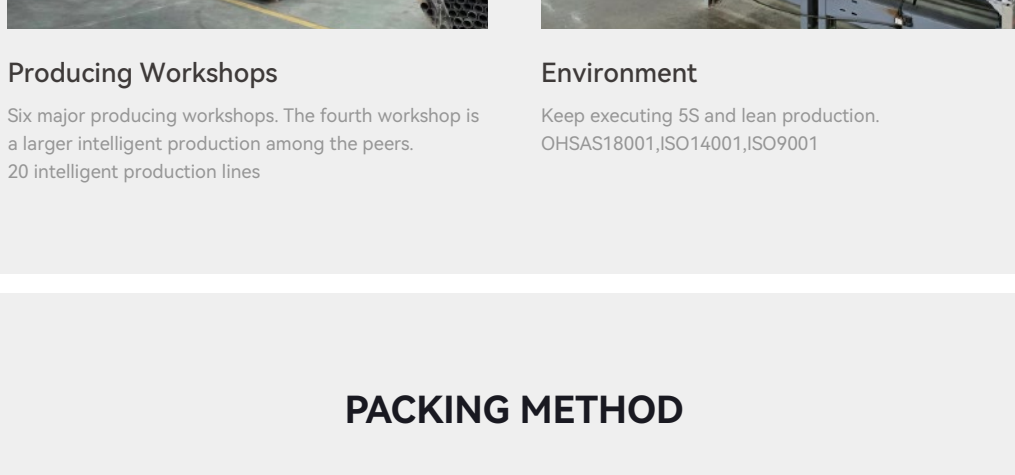 Producing Workshops
Six major producing workshops. The fourth workshop is
a larger intelligent production among the peers.
20 intelligent production lines
Environment
Keep executing 5S and lean production.
OHSAS18001,ISO14001,ISO9001
PACKING METHOD